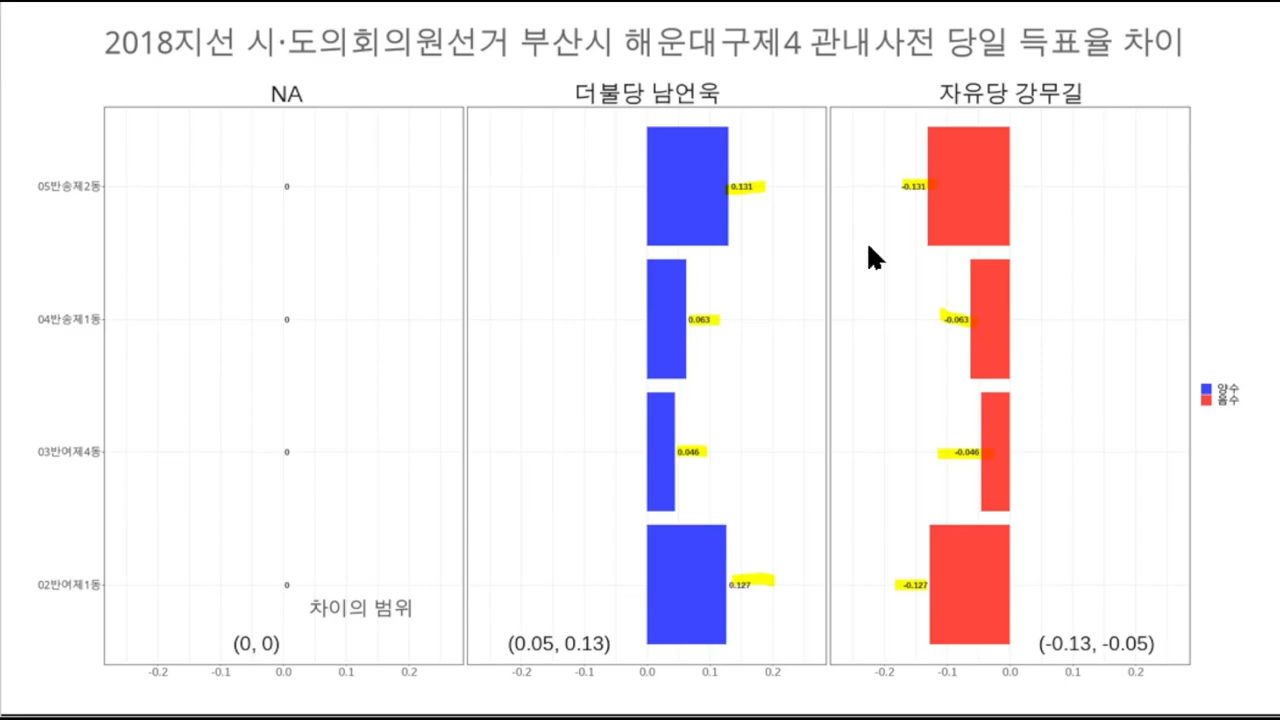 2018지선 시·도의회의원선거 부산시 해운대구제4 관내사전 당일 득표율 차이
NA
더불당 남언욱
자유당 강무길
05반송제2동
0
0.131
-0.131
04반송제1동
0
0.063
-0.063
양수
음수
03반여제4동
0
0.046
-0.046
02반여제1동
0
0.127
-0.127
차이의 범위
(0, 0)
(0.05, 0.13)
(-0.13, -0.05)
-0.2 -0.1 0.0 0.1 0.2
-0.2 -0.1 0.0 0.1 0.2
-0.2 -0.1 0.0 0.1 0.2